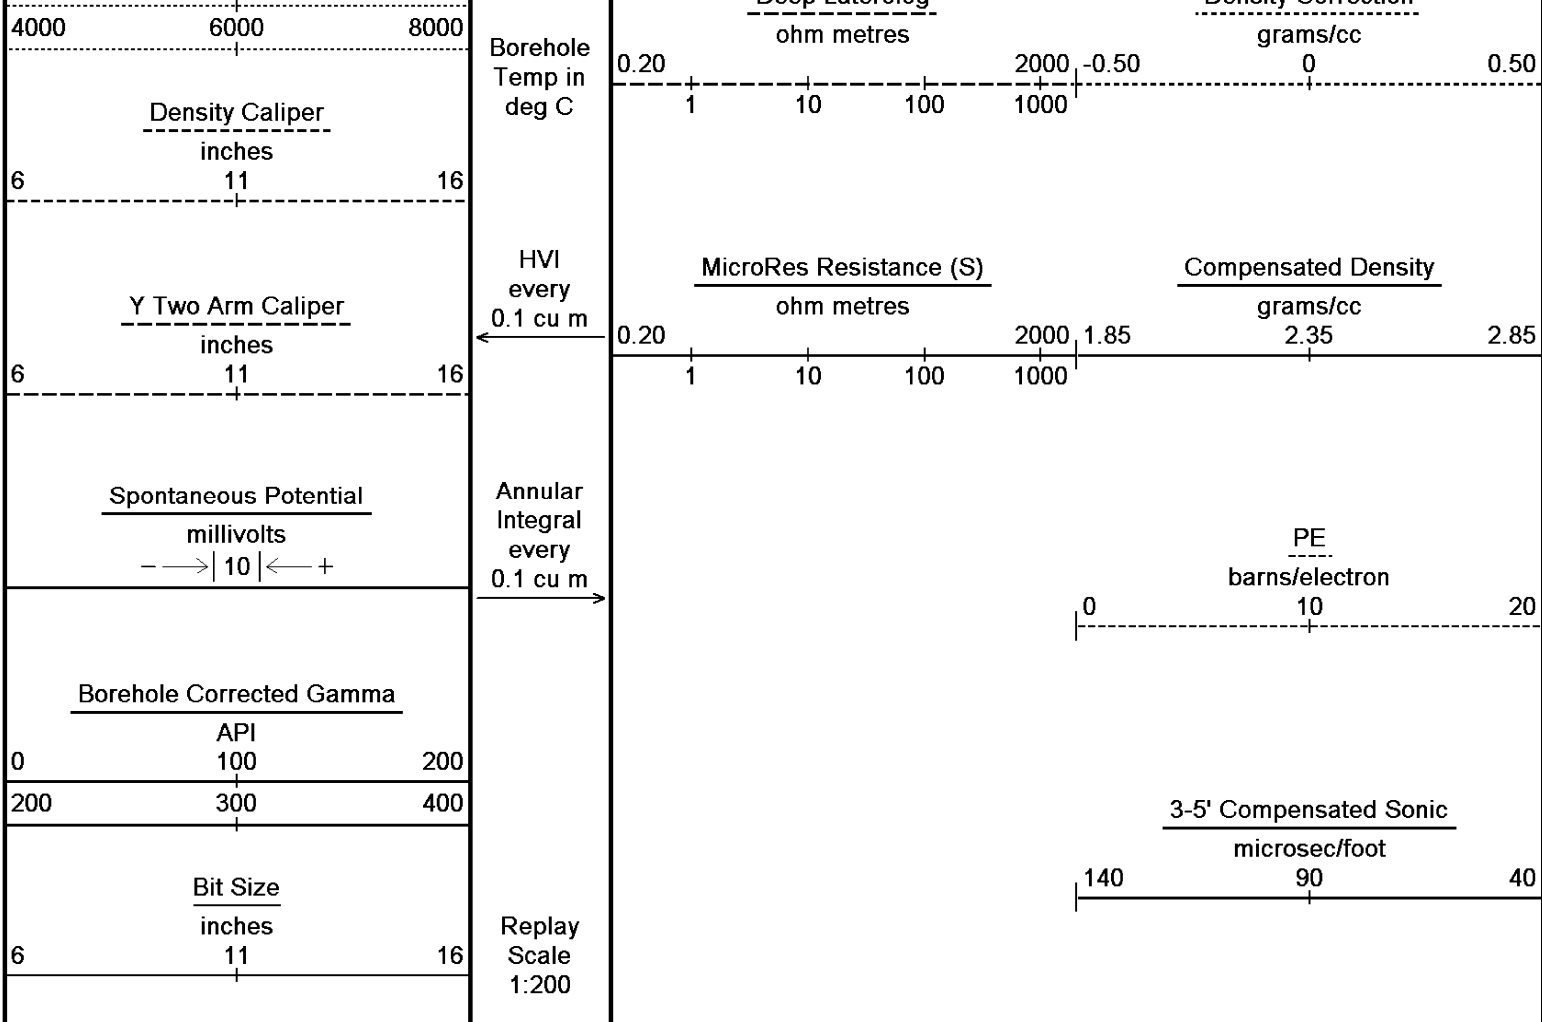 4000 6000 8000
Density Caliper
inches
6 11 16
Y Two Arm Caliper
inches
6 11 16
Spontaneous Potential
millivolts
− 10 +
Borehole Corrected Gamma
API
0 100 200
200 300 400
Bit Size
inches
6 11 16
Borehole
Temp in
deg C
HVI
every
0.1 cu m
Annular
Integral
every
0.1 cu m
Replay
Scale
1:200
Deep Laterolog
ohm metres
0.20 2000
1 10 100 1000
MicroRes Resistance (S)
ohm metres
0.20 2000
1 10 100 1000
Density Correction
grams/cc
-0.50 0 0.50
Compensated Density
grams/cc
1.85 2.35 2.85
PE
barns/electron
0 10 20
3-5' Compensated Sonic
microsec/foot
140 90 40